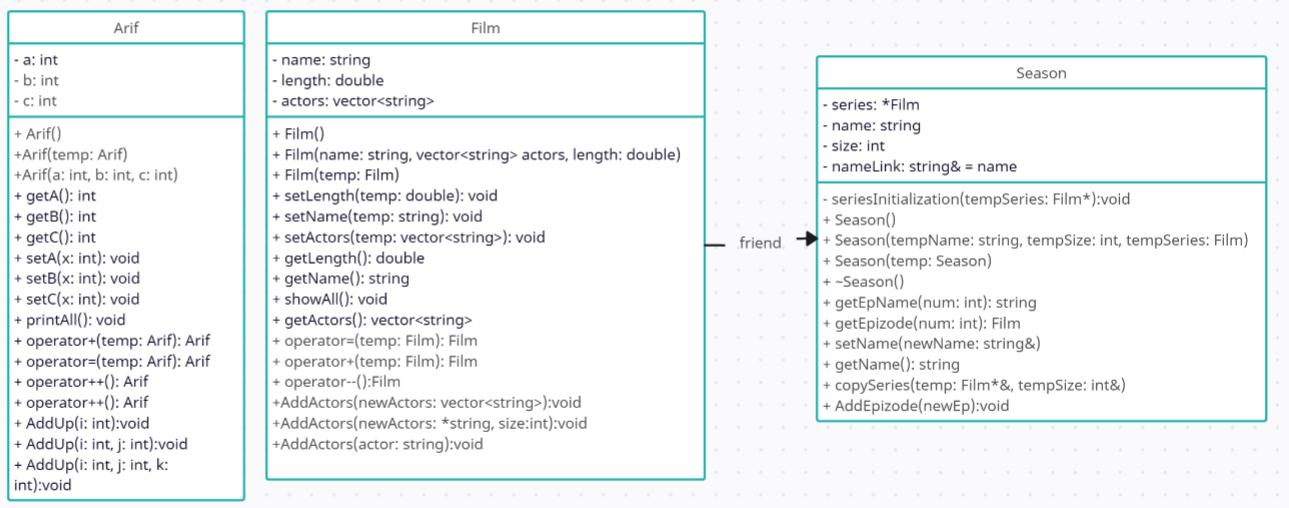 Arif
- a: int
- b: int
- c: int
+ Arif()
+Arif(temp: Arif)
+Arif(a: int, b: int, c: int)
+ getA(): int
+ getB(): int
+ getC(): int
+ setA(x: int): void
+ setB(x: int): void
+ setC(x: int): void
+ printAll(): void
+ operator+(temp: Arif): Arif
+ operator=(temp: Arif): Arif
+ operator++(): Arif
+ operator++(): Arif
+ AddUp(i: int):void
+ AddUp(i: int, j: int):void
+ AddUp(i: int, j: int, k:
int):void
Film
- name: string
- length: double
- actors: vector<string>
+ Film()
+ Film(name: string, vector<string> actors, length: double)
+ Film(temp: Film)
+ setLength(temp: double): void
+ setName(temp: string): void
+ setActors(temp: vector<string>): void
+ getLength(): double
+ getName(): string
+ showAll(): void
+ getActors(): vector<string>
+ operator=(temp: Film): Film
+ operator+(temp: Film): Film
+ operator--():Film
+AddActors(newActors: vector<string>):void
+AddActors(newActors: *string, size:int):void
+AddActors(actor: string):void
friend
Season
- series: *Film
- name: string
- size: int
- nameLink: string& = name
- seriesInitialization(tempSeries: Film*):void
+ Season()
+ Season(tempName: string, tempSize: int, tempSeries: Film)
+ Season(temp: Season)
+ ~Season()
+ getEpName(num: int): string
+ getEpizode(num: int): Film
+ setName(newName: string&)
+ getName(): string
+ copySeries(temp: Film*&, tempSize: int&)
+ AddEpizode(newEp):void